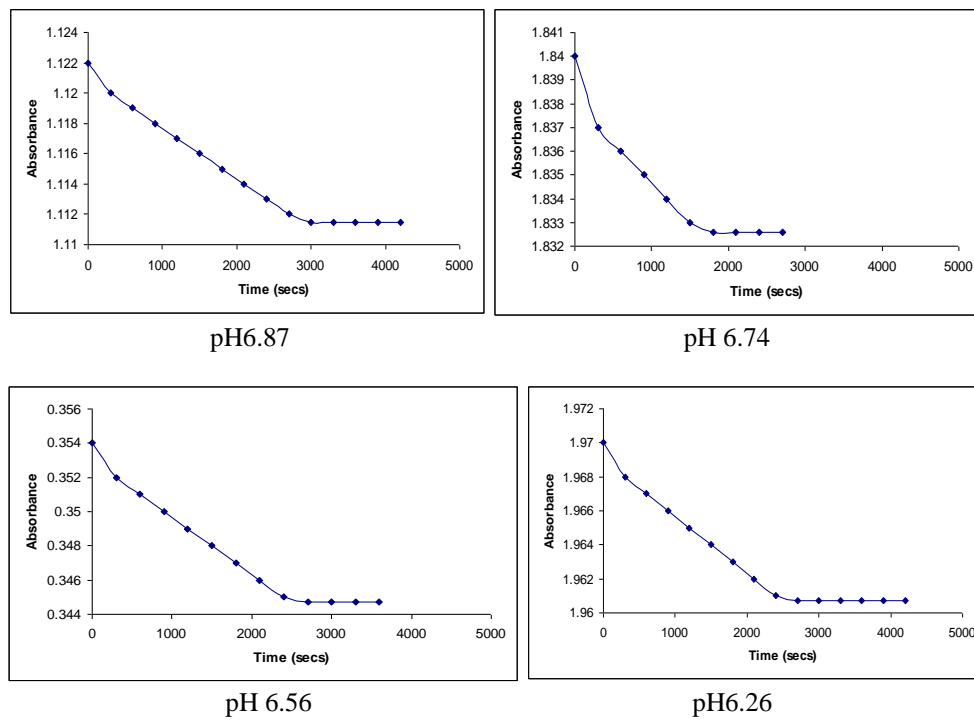 1.124
1.122
1.12
1.118
1.116
1.114
1.112
1.11
Absorbance
0 1000 2000 3000 4000 5000
Time (secs)
pH6.87
1.841
1.84
1.839
1.838
1.837
1.836
1.835
1.834
1.833
1.832
Absorbance
0 1000 2000 3000 4000 5000
Time (secs)
pH 6.74
0.356
0.354
0.352
0.35
0.348
0.346
0.344
Absorbance
0 1000 2000 3000 4000 5000
Time (secs)
pH 6.56
1.972
1.97
1.968
1.966
1.964
1.962
1.96
Absorbance
0 1000 2000 3000 4000 5000
Time (secs)
pH6.26